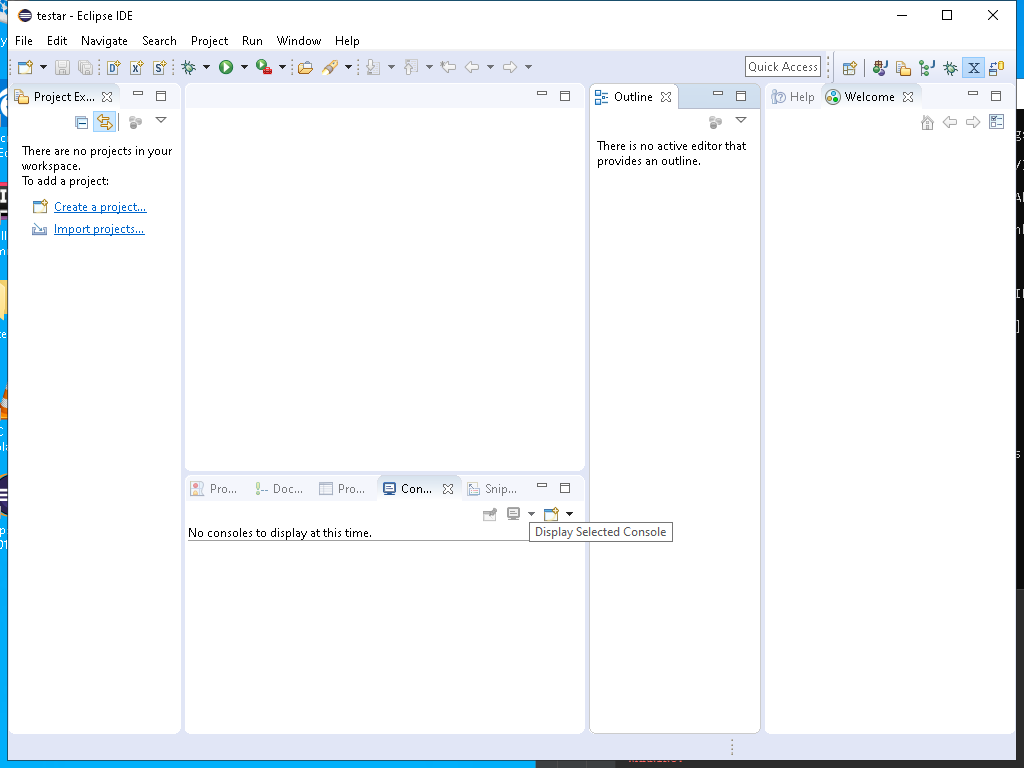 testar - Eclipse IDE
File Edit Navigate Search Project Run Window Help
Quick Access
Project Ex...
Outline
Help
Welcome
There are no projects in your
workspace.
To add a project:
Create a project...
Import projects...
There is no active editor that
provides an outline.
Pro...
Doc...
Pro...
Con...
Snip...
No consoles to display at this time.
Display Selected Console